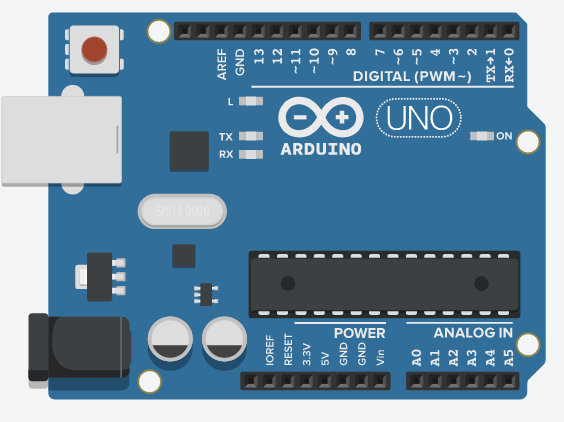 AREF
GND
13
12
~11
~10
~9
8
7
~6
~5
4
~3
2
TX→1
RX←0
DIGITAL (PWM~)
L
TX
RX
UNO
ON
ARDUINO
SPK16.000G
POWER
ANALOG IN
IOREF
RESET
3.3V
5V
GND
GND
Vin
A0
A1
A2
A3
A4
A5